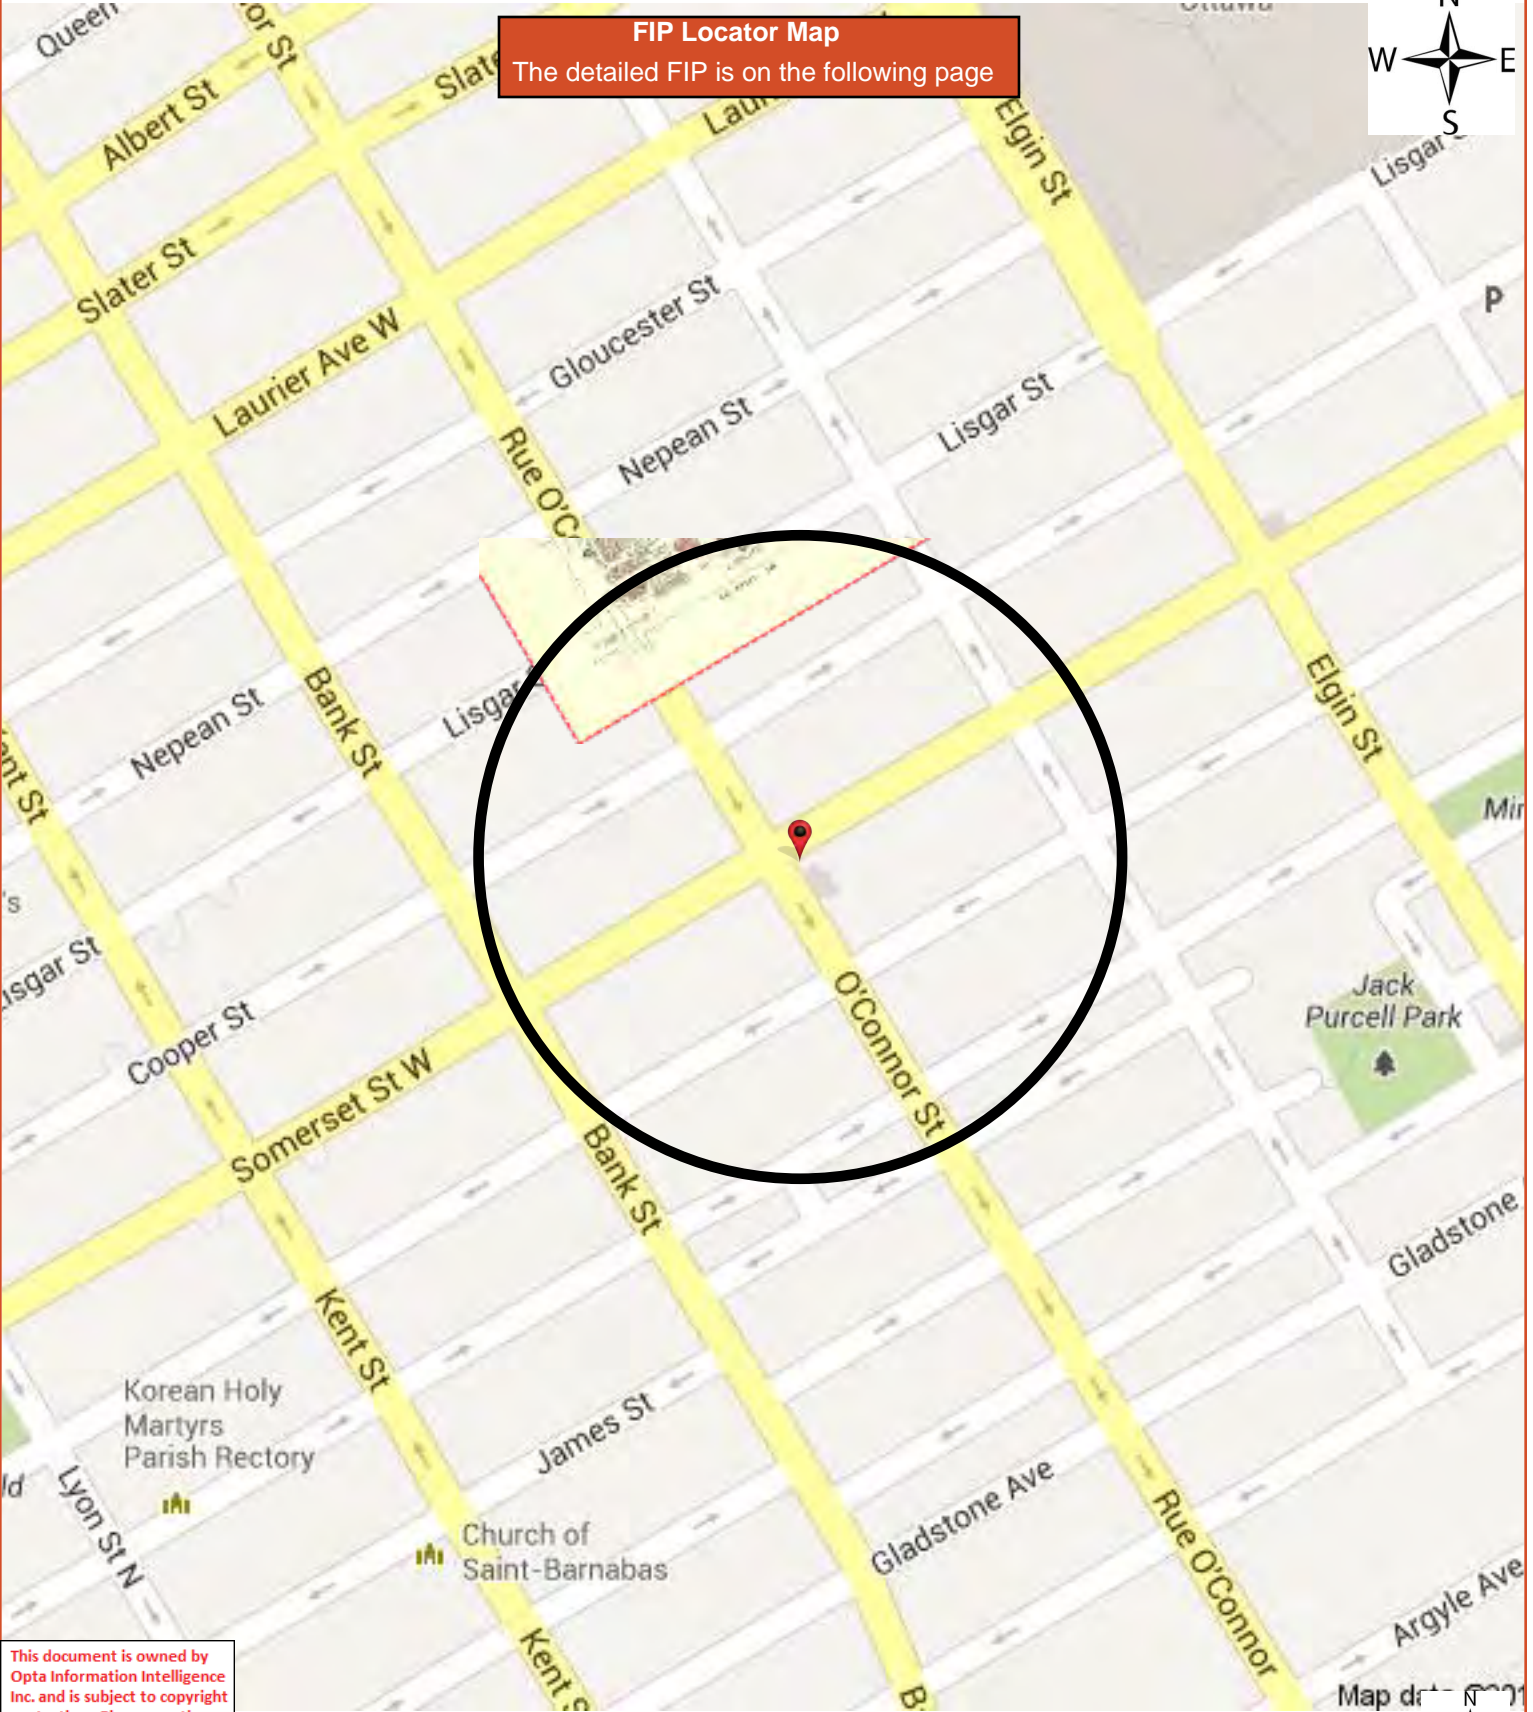 FIP Locator Map
The detailed FIP is on the following page
N
W E
S
Queen
Albert St
Slater St
Laurier Ave W
Gloucester St
Nepean St
Lisgar St
Elgin St
Rue O'C
P
Bank St
Nepean St
Lisgar
Elgin St
Kent St
's
Cooper St
Somerset St W
O'Connor St
Jack
Purcell Park
Bank St
Gladstone
Kent St
Korean Holy
Martyrs
Parish Rectory
James St
Lyon St N
Church of
Saint-Barnabas
Gladstone Ave
Rue O'Connor
Argyle Ave
This document is owned by
Opta Information Intelligence
Inc. and is subject to copyright
Map da
N